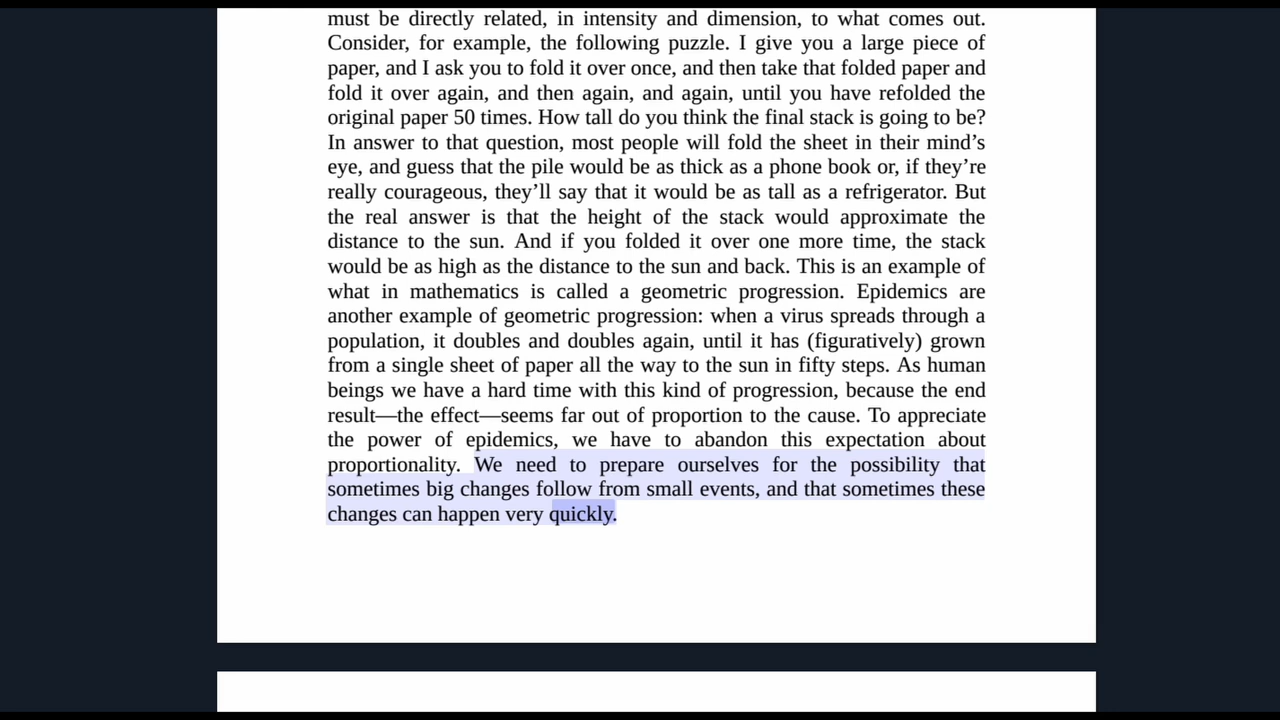 must be directly related, in intensity and dimension, to what comes out.
Consider, for example, the following puzzle. I give you a large piece of
paper, and I ask you to fold it over once, and then take that folded paper and
fold it over again, and then again, and again, until you have refolded the
original paper 50 times. How tall do you think the final stack is going to be?
In answer to that question, most people will fold the sheet in their mind’s
eye, and guess that the pile would be as thick as a phone book or, if they’re
really courageous, they’ll say that it would be as tall as a refrigerator. But
the real answer is that the height of the stack would approximate the
distance to the sun. And if you folded it over one more time, the stack
would be as high as the distance to the sun and back. This is an example of
what in mathematics is called a geometric progression. Epidemics are
another example of geometric progression: when a virus spreads through a
population, it doubles and doubles again, until it has (figuratively) grown
from a single sheet of paper all the way to the sun in fifty steps. As human
beings we have a hard time with this kind of progression, because the end
result—the effect—seems far out of proportion to the cause. To appreciate
the power of epidemics, we have to abandon this expectation about
proportionality. We need to prepare ourselves for the possibility that
sometimes big changes follow from small events, and that sometimes these
changes can happen very quickly.